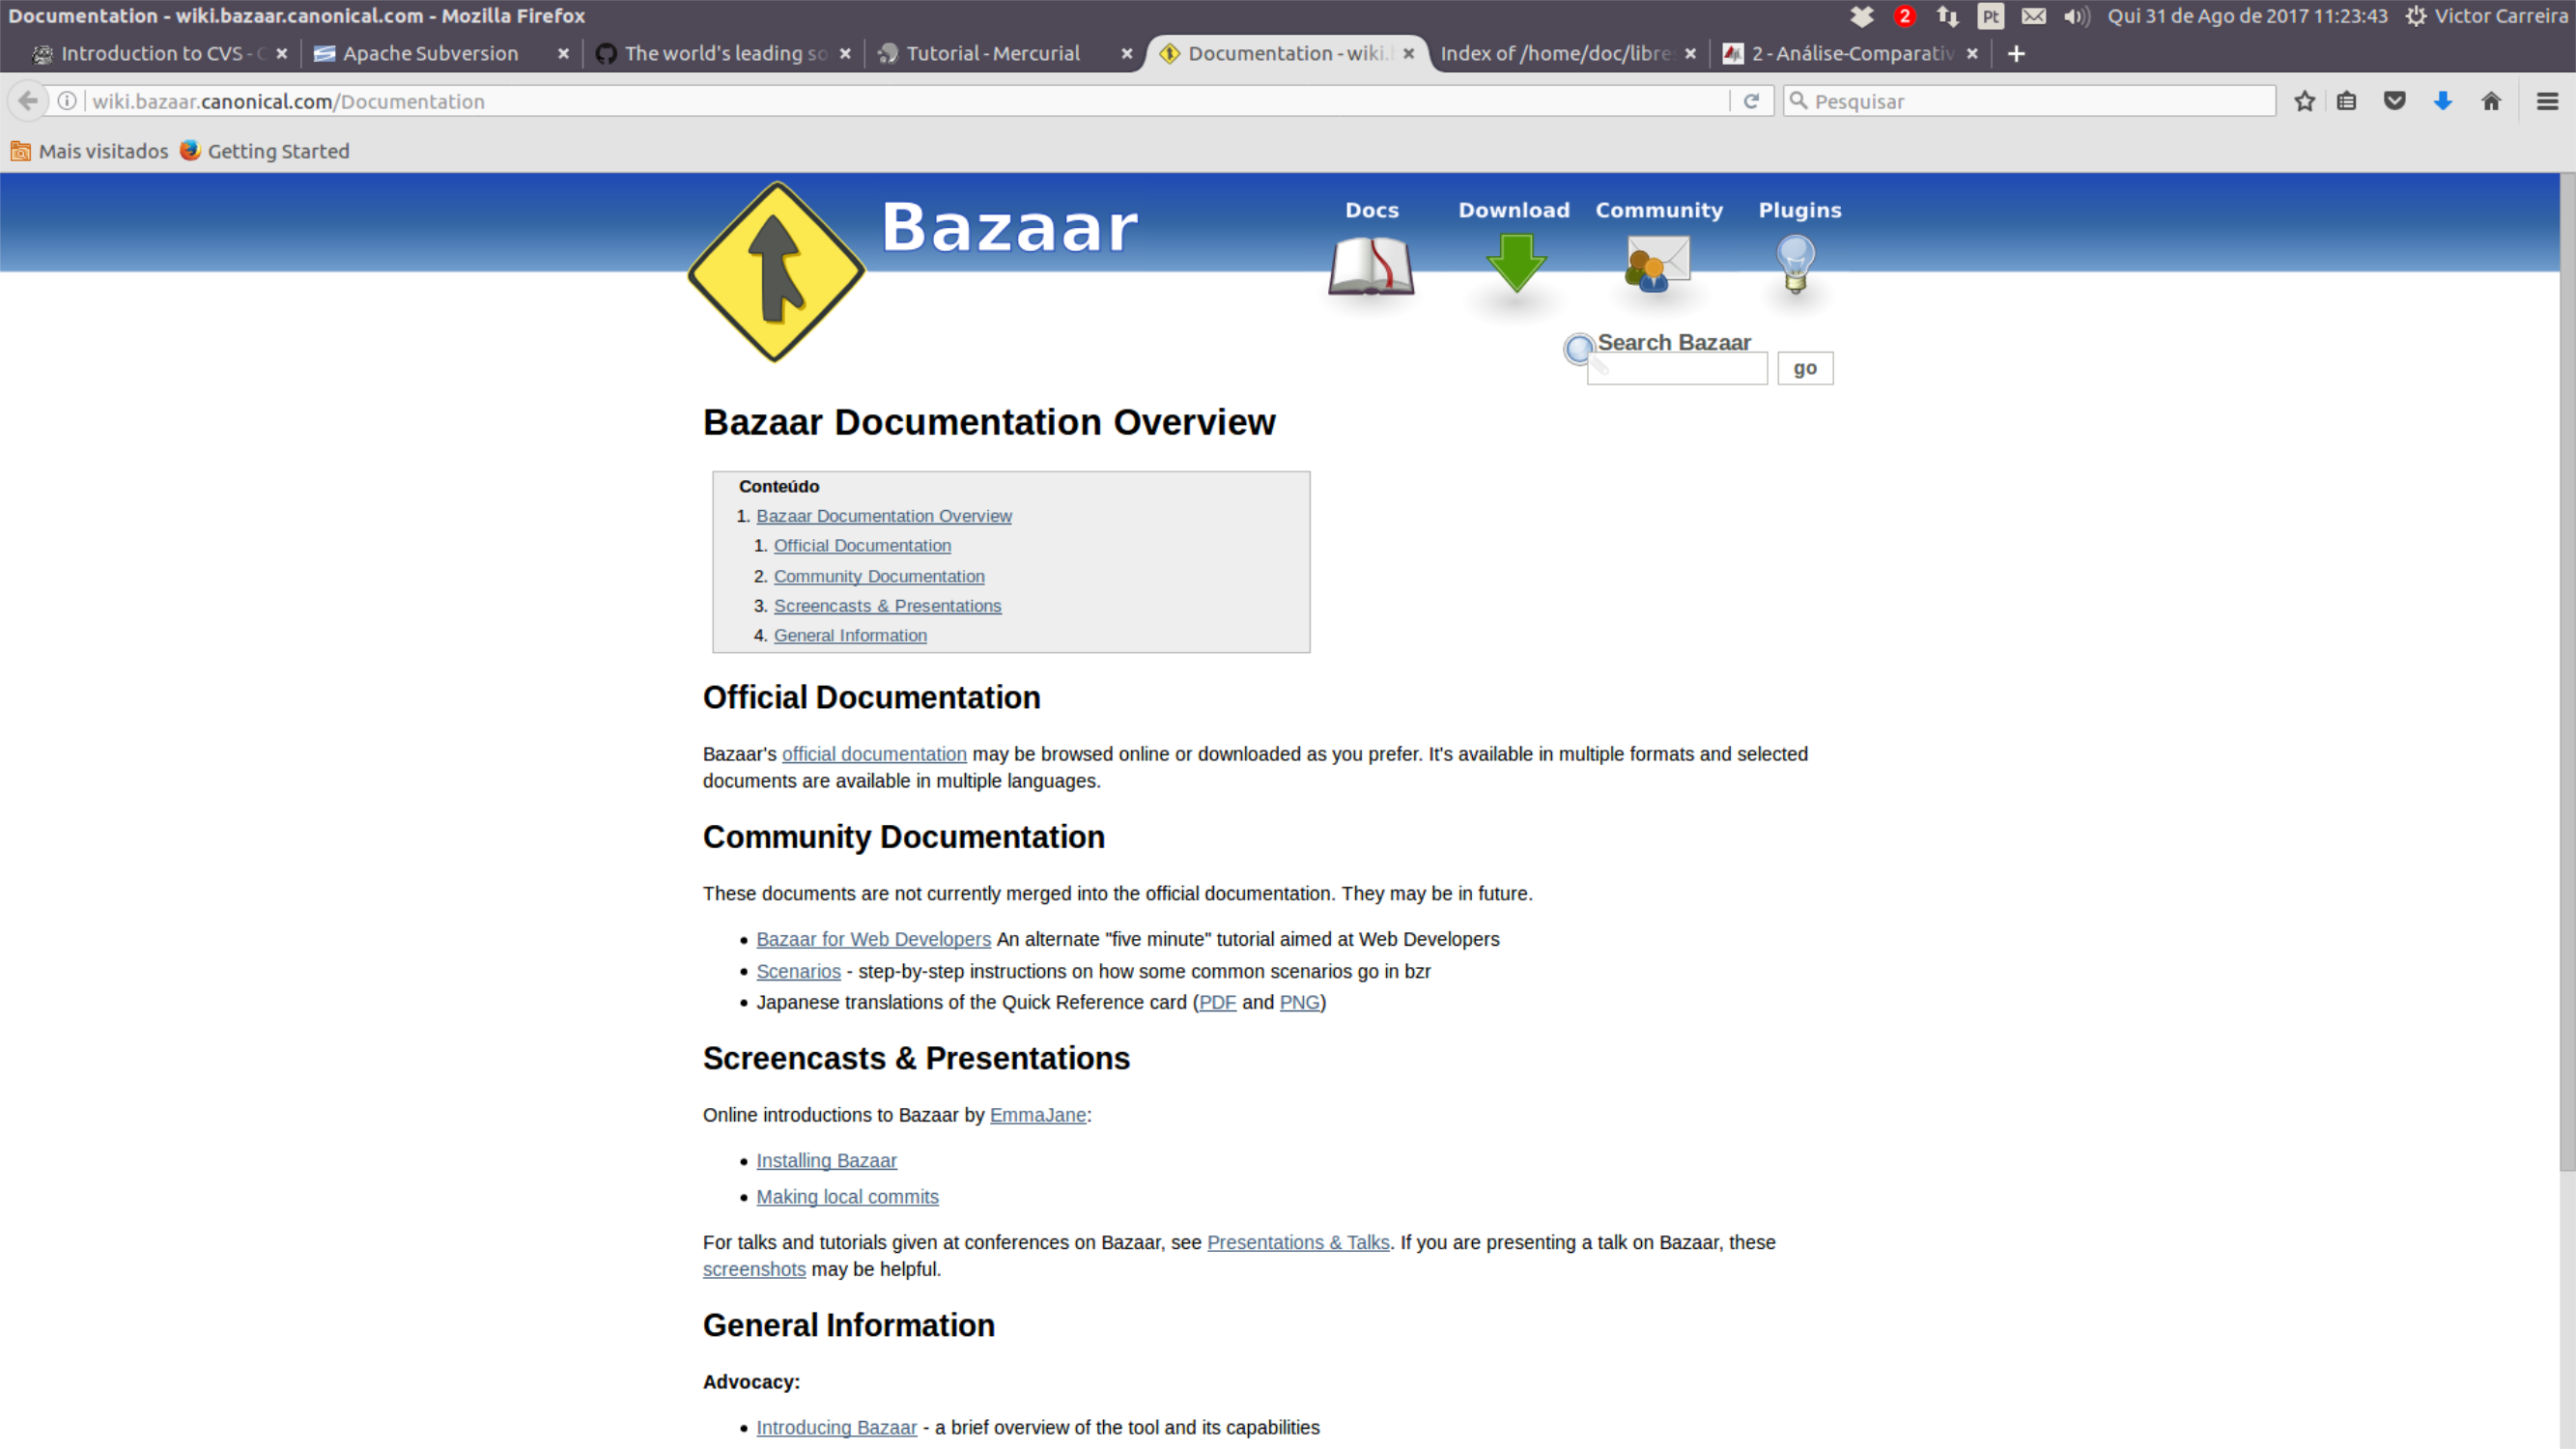 Documentation - wiki.bazaar.canonical.com - Mozilla Firefox
2
Pt
Qui 31 de Ago de 2017 11:23:43
Victor Carreira
Introduction to CVS - C
Apache Subversion
The world's leading so
Tutorial - Mercurial
Documentation - wiki.
Index of /home/doc/libre
2 - Análise-Comparativ
wiki.bazaar.canonical.com/Documentation
Pesquisar
Mais visitados
Getting Started
Bazaar
Docs
Download
Community
Plugins
Search Bazaar
go
Bazaar Documentation Overview
Conteúdo
1. Bazaar Documentation Overview
1. Official Documentation
2. Community Documentation
3. Screencasts & Presentations
4. General Information
Official Documentation
Bazaar's official documentation may be browsed online or downloaded as you prefer. It's available in multiple formats and selected
documents are available in multiple languages.
Community Documentation
These documents are not currently merged into the official documentation. They may be in future.
• Bazaar for Web Developers An alternate "five minute" tutorial aimed at Web Developers
• Scenarios - step-by-step instructions on how some common scenarios go in bzr
• Japanese translations of the Quick Reference card (PDF and PNG)
Screencasts & Presentations
Online introductions to Bazaar by EmmaJane:
• Installing Bazaar
• Making local commits
For talks and tutorials given at conferences on Bazaar, see Presentations & Talks. If you are presenting a talk on Bazaar, these
screenshots may be helpful.
General Information
Advocacy:
• Introducing Bazaar - a brief overview of the tool and its capabilities